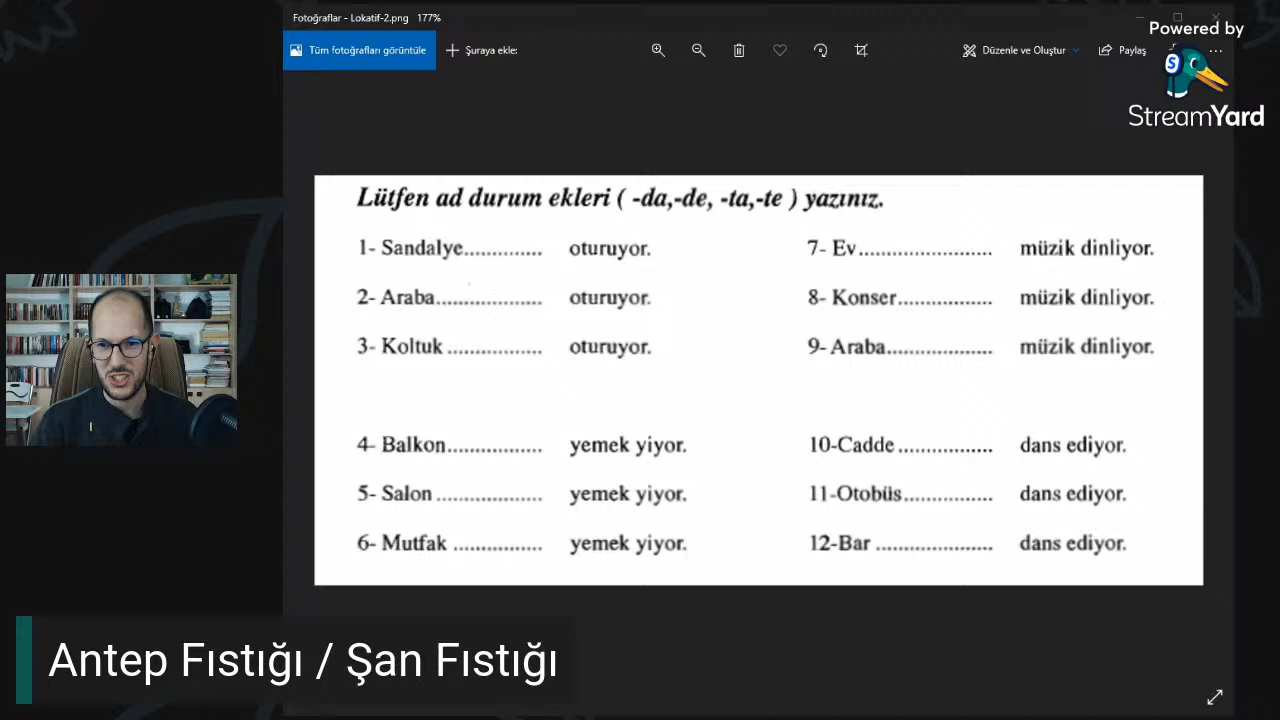 Fotoğraflar - Lokatif-2.png 177%
Tüm fotoğrafları görüntüle
Şuraya ekle:
Düzenle ve Oluştur
Paylaş
Powered by
StreamYard
Lütfen ad durum ekleri ( -da,-de, -ta,-te ) yazınız.
1- Sandalye.............. oturuyor.
2- Araba................... oturuyor.
3- Koltuk ................. oturuyor.
4- Balkon................. yemek yiyor.
5- Salon ................... yemek yiyor.
6- Mutfak ................ yemek yiyor.
7- Ev........................ müzik dinliyor.
8- Konser................. müzik dinliyor.
9- Araba................... müzik dinliyor.
10-Cadde ................. dans ediyor.
11-Otobüs................ dans ediyor.
12-Bar ..................... dans ediyor.
Antep Fıstığı / Şan Fıstığı